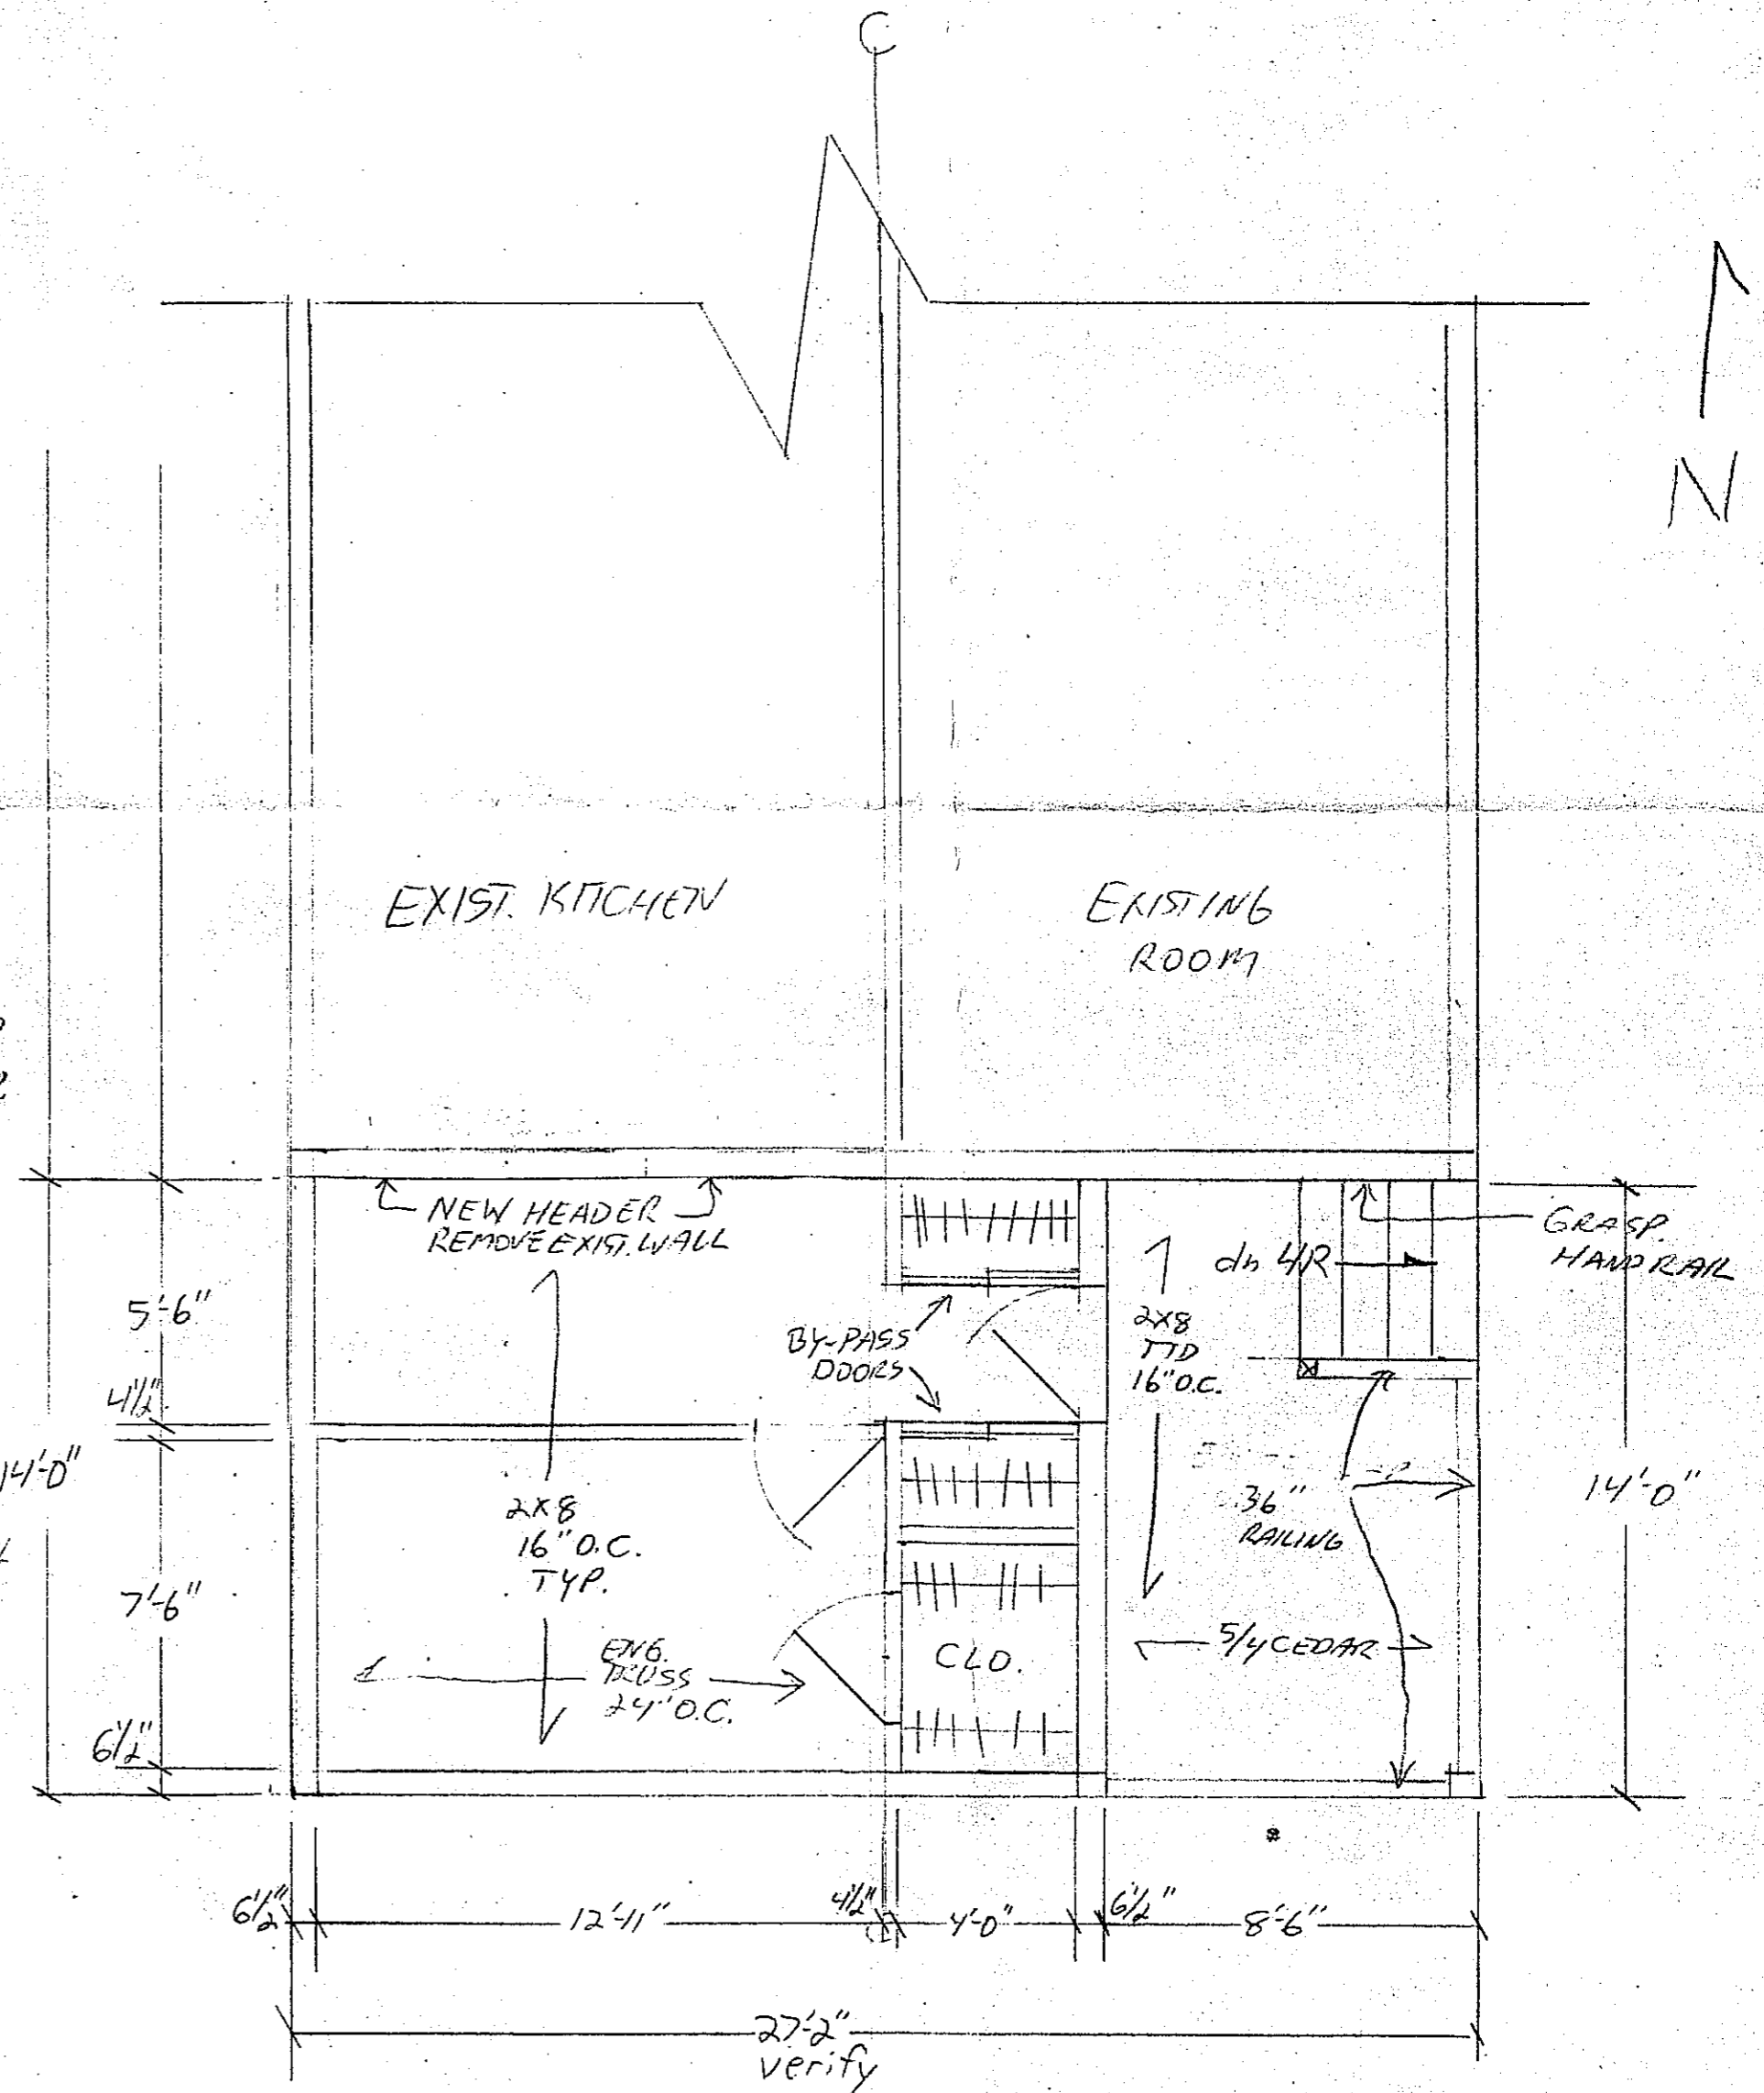 C
N
EXIST. KITCHEN
EXISTING
ROOM
NEW HEADER
REMOVE EXIST. WALL
GRASP.
HANDRAIL
dn 4R
5'-6"
BY-PASS
DOORS
2X8
TTD
16" O.C.
4½"
14'-0"
2X8
16" O.C.
TYP.
36"
RAILING
14'-0"
7'-6"
ENG.
TRUSS
24" O.C.
CLO.
5/4 CEDAR
6½"
6½"
12'-11"
4½"
4'-0"
6½"
8'-6"
27'-2"
verify